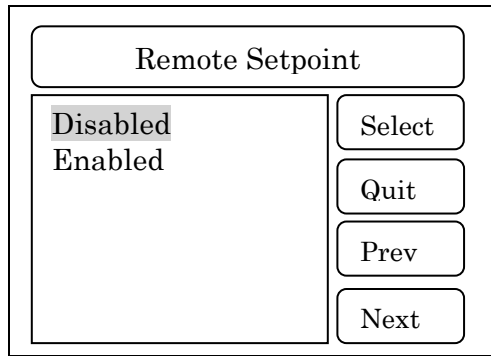 Remote Setpoint
Disabled
Enabled
Select
Quit
Prev
Next